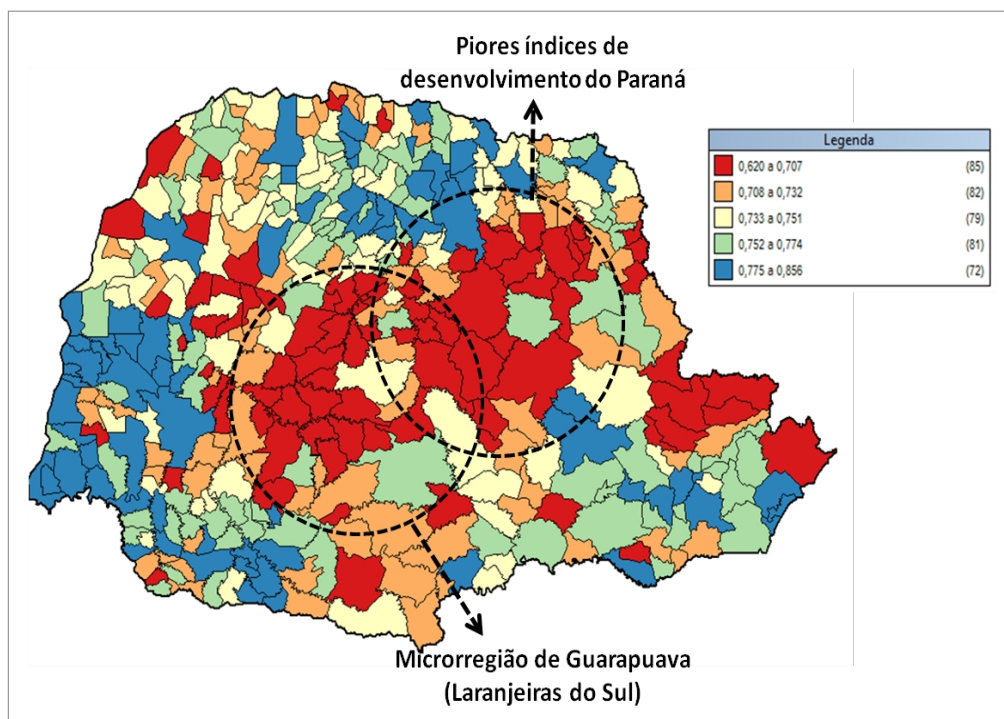 Piores índices de
desenvolvimento do Paraná
Legenda
0,620 a 0,707 (85)
0,708 a 0,732 (82)
0,733 a 0,751 (79)
0,752 a 0,774 (81)
0,775 a 0,856 (72)
Microrregião de Guarapuava
(Laranjeiras do Sul)